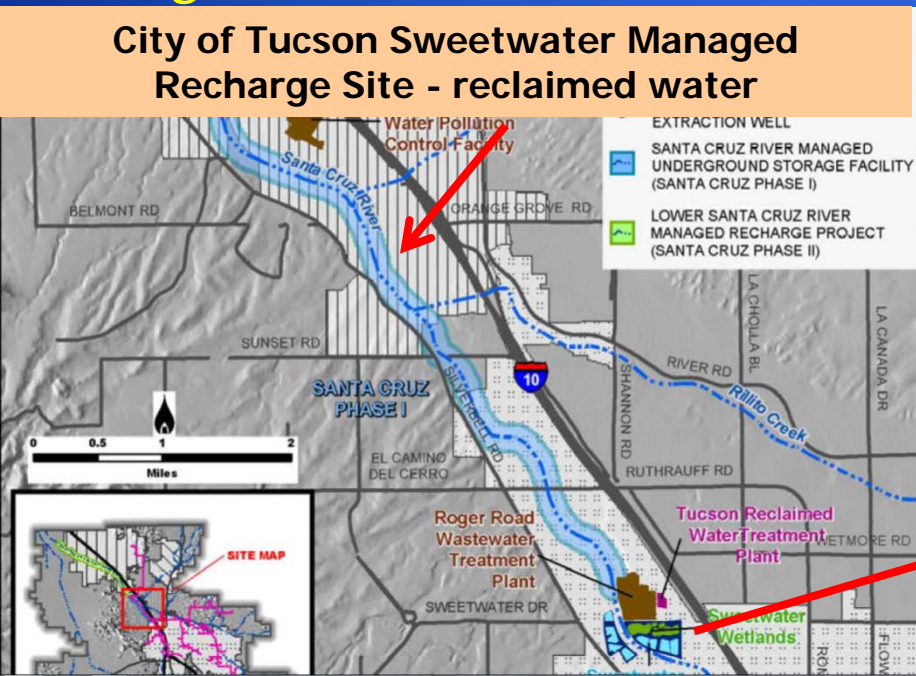 City of Tucson Sweetwater Managed
Recharge Site - reclaimed water
Water Pollution
Control Facility
EXTRACTION WELL
SANTA CRUZ RIVER MANAGED
UNDERGROUND STORAGE FACILITY
(SANTA CRUZ PHASE I)
LOWER SANTA CRUZ RIVER
MANAGED RECHARGE PROJECT
(SANTA CRUZ PHASE II)
Santa Cruz River
BELMONT RD
ORANGE GROVE RD
LA CHOLLA BL
LA CANADA DR
SUNSET RD
RIVER RD
10
SHANNON RD
Rillito Creek
SANTA CRUZ
PHASE I
SILVERBELL RD
0 0.5 1 2
Miles
EL CAMINO
DEL CERRO
RUTHRAUFF RD
Roger Road
Wastewater
Treatment
Plant
Tucson Reclaimed
WaterTreatment
Plant
WETMORE RD
SITE MAP
SWEETWATER DR
Sweetwater
Wetlands